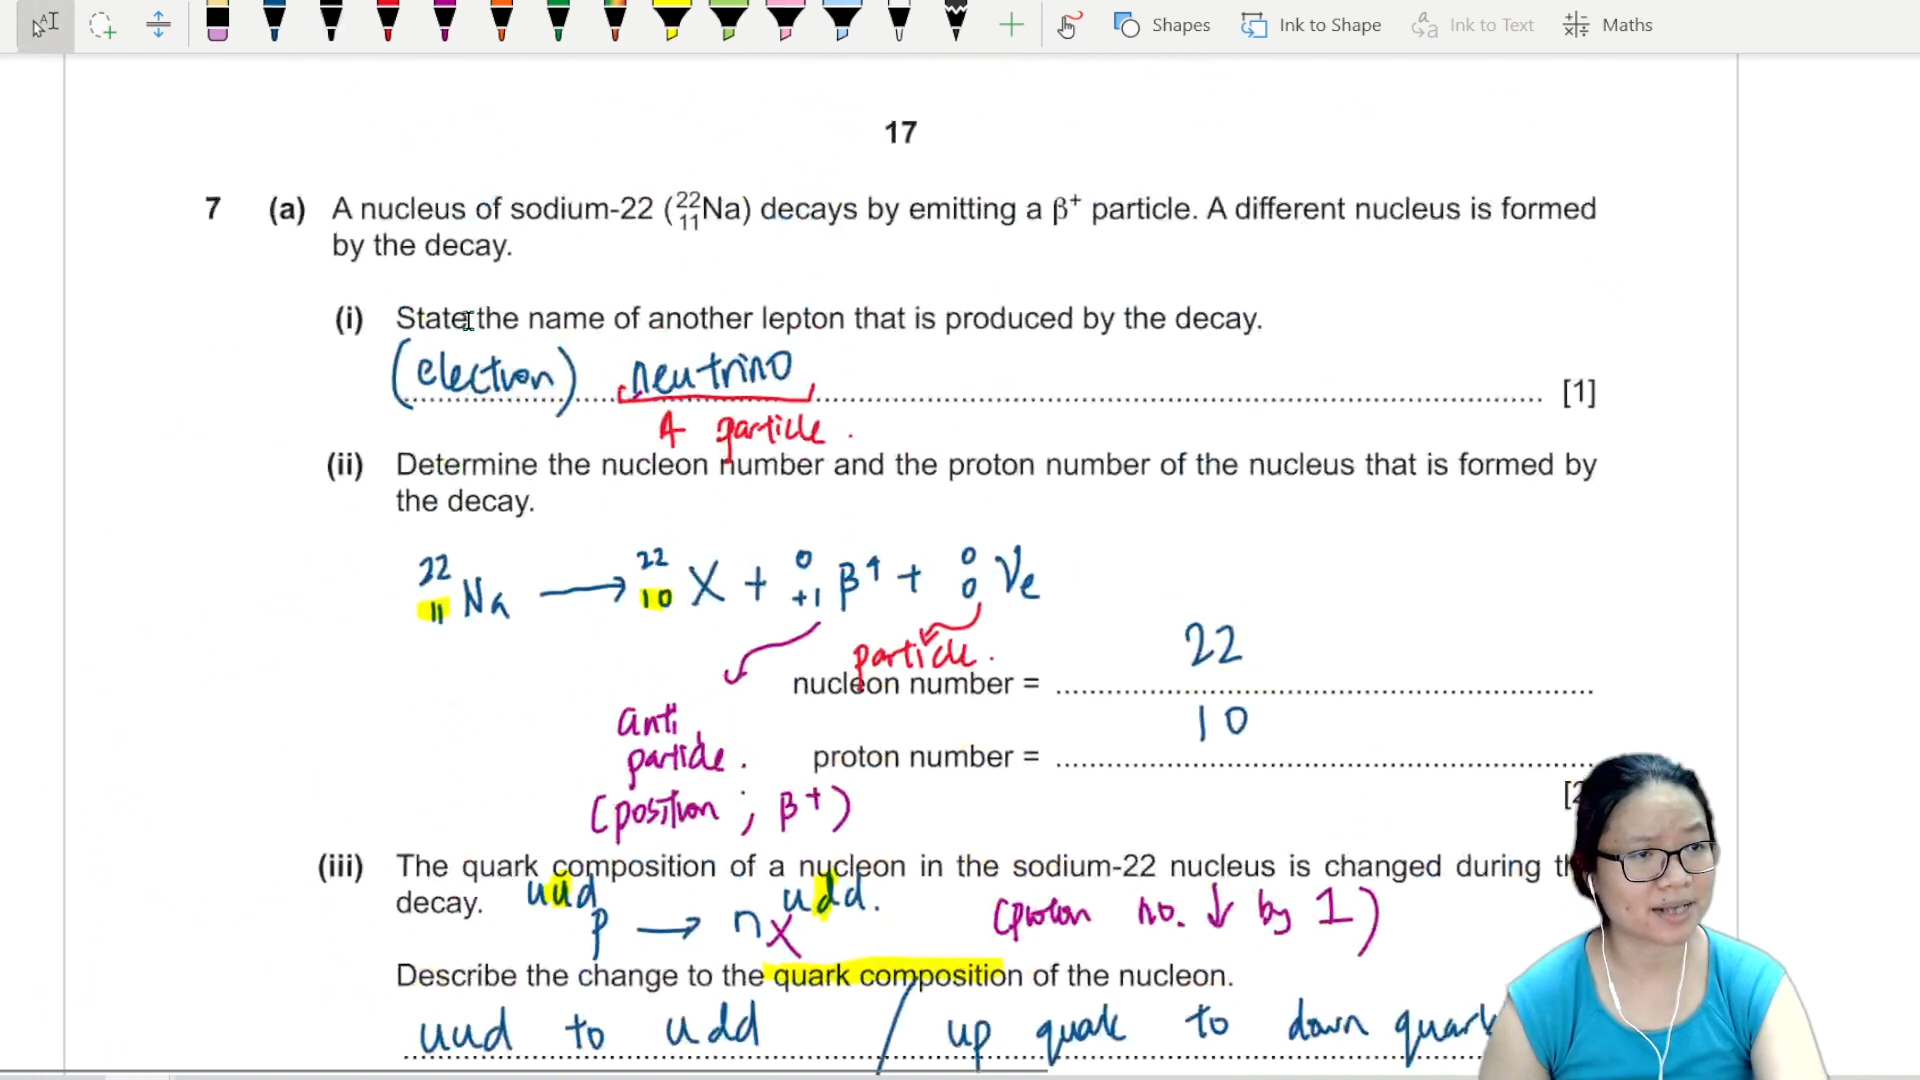 Shapes Ink to Shape Ink to Text Maths
17
7 (a) A nucleus of sodium-22 (²²₁₁Na) decays by emitting a β⁺ particle. A different nucleus is formed
by the decay.
(i) State the name of another lepton that is produced by the decay.
(electron) neutrino
[1]
A particle.
(ii) Determine the nucleon number and the proton number of the nucleus that is formed by
the decay.
²²₁₁Na → ²²₁₀X + ⁰₊₁β⁺ + ⁰₀νe
particle.
22
nucleon number =
anti
10
particle.
proton number =
(positron ; β⁺)
(iii) The quark composition of a nucleon in the sodium-22 nucleus is changed during
decay.
uud udd.
p → n X (proton no. ↓ by 1)
Describe the change to the quark composition of the nucleon.
uud to udd / up quark to down quark